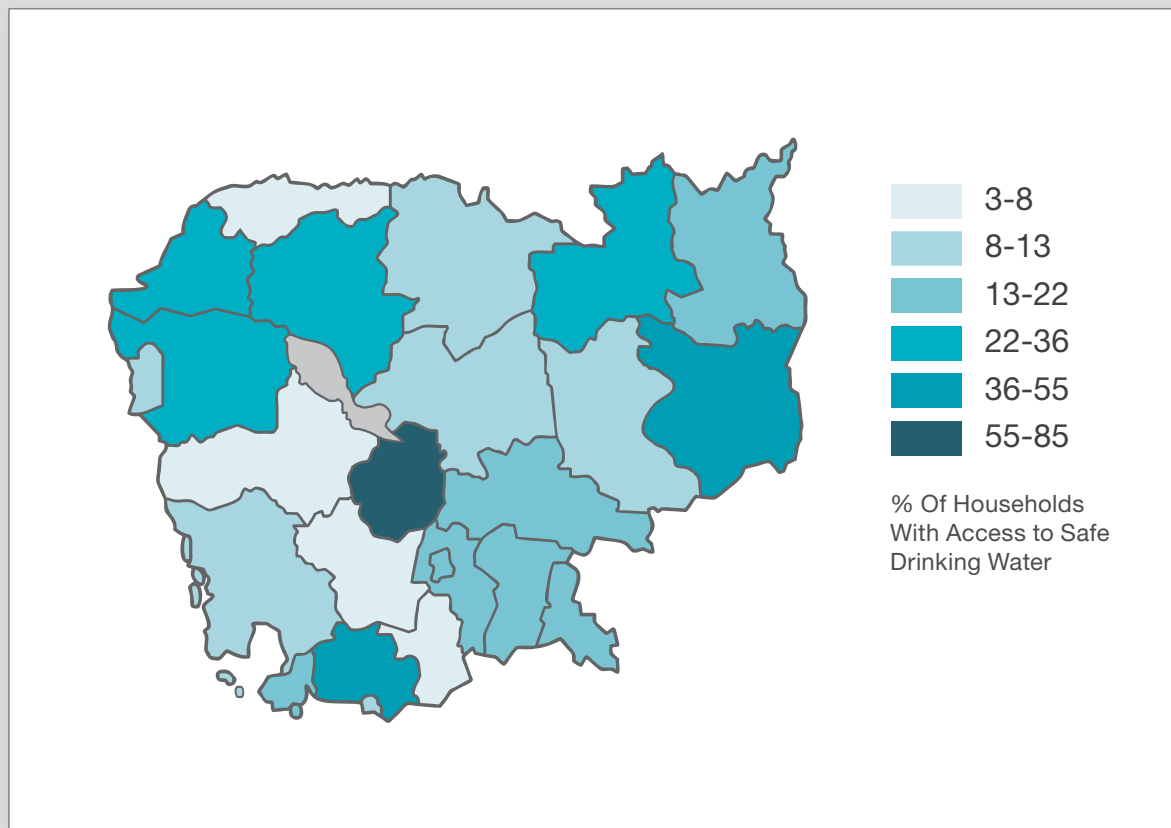 3-8
8-13
13-22
22-36
36-55
55-85
% Of Households
With Access to Safe
Drinking Water